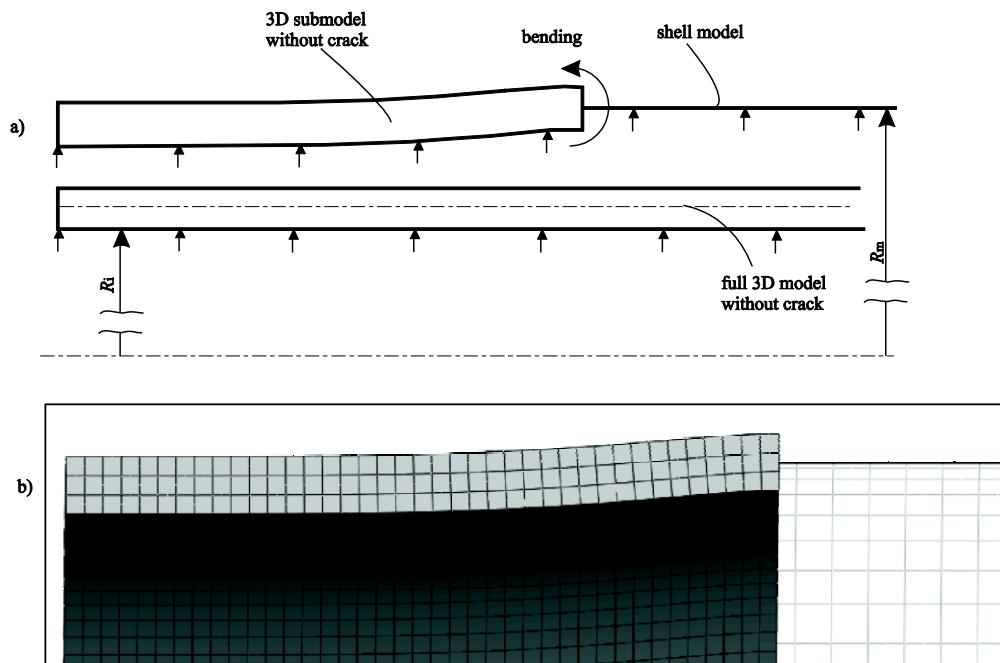 3D submodel
without crack
bending
shell model
a)
Ri
Rm
full 3D model
without crack
b)